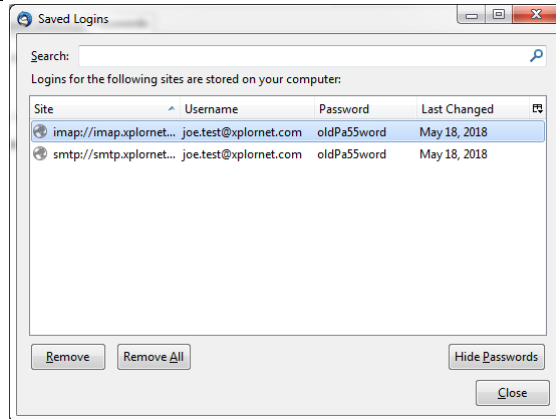 Saved Logins
Search:
Logins for the following sites are stored on your computer:
Site Username Password Last Changed
imap://imap.xplornet... joe.test@xplornet.com oldPa55word May 18, 2018
smtp://smtp.xplornet... joe.test@xplornet.com oldPa55word May 18, 2018
Remove Remove All Hide Passwords
Close